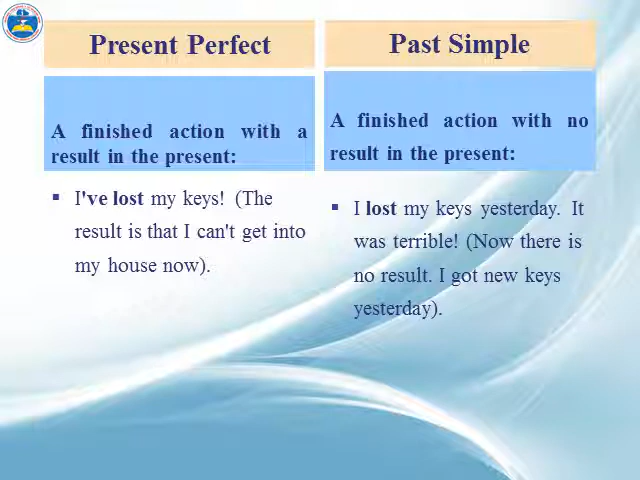 Present Perfect
A finished action with a
result in the present:
▪ I've lost my keys! (The
result is that I can't get into
my house now).
Past Simple
A finished action with no
result in the present:
▪ I lost my keys yesterday. It
was terrible! (Now there is
no result. I got new keys
yesterday).